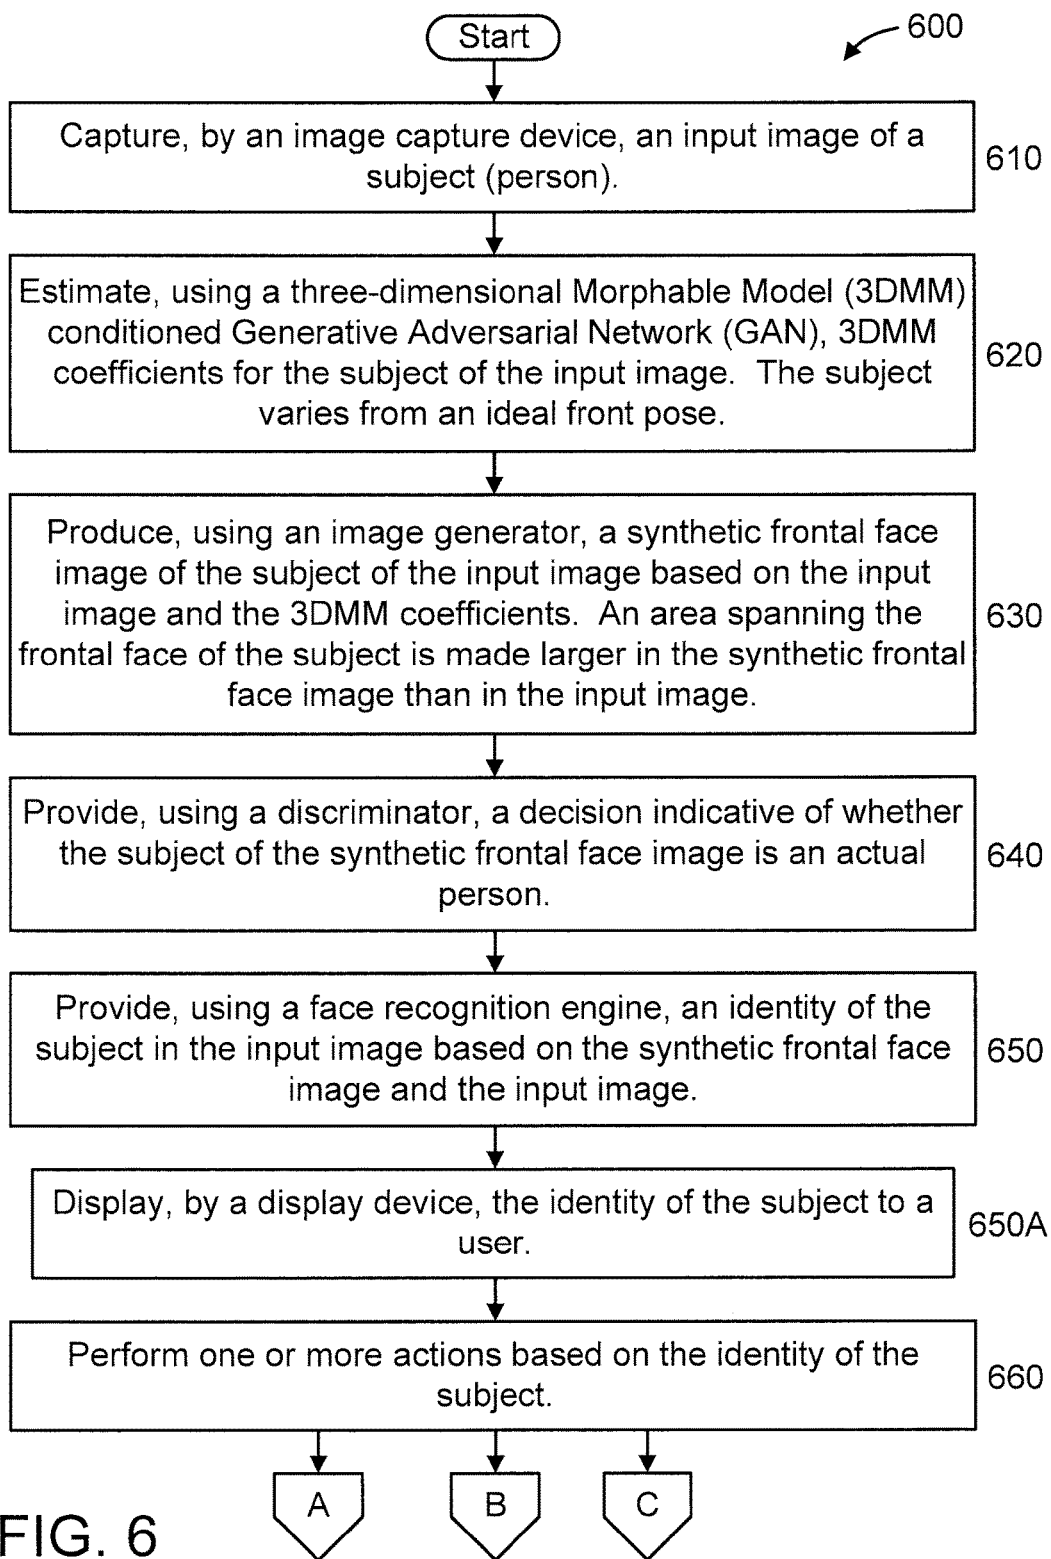 Start
600
Capture, by an image capture device, an input image of a
subject (person).
610
Estimate, using a three-dimensional Morphable Model (3DMM)
conditioned Generative Adversarial Network (GAN), 3DMM
coefficients for the subject of the input image.  The subject
varies from an ideal front pose.
620
Produce, using an image generator, a synthetic frontal face
image of the subject of the input image based on the input
image and the 3DMM coefficients.  An area spanning the
frontal face of the subject is made larger in the synthetic frontal
face image than in the input image.
630
Provide, using a discriminator, a decision indicative of whether
the subject of the synthetic frontal face image is an actual
person.
640
Provide, using a face recognition engine, an identity of the
subject in the input image based on the synthetic frontal face
image and the input image.
650
Display, by a display device, the identity of the subject to a
user.
650A
Perform one or more actions based on the identity of the
subject.
660
A
B
C
FIG. 6